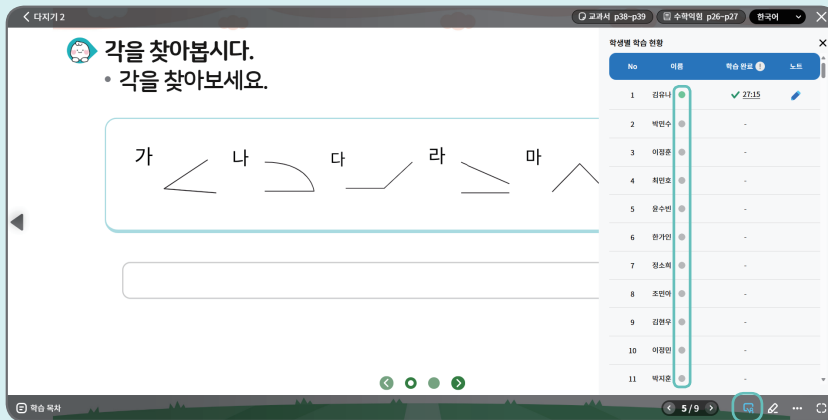 다지기 2
교과서 p38~p39
수학익힘 p26~p27
한국어
각을 찾아봅시다.
• 각을 찾아보세요.
가 나 다 라 마
학생별 학습 현황
No 이름 학습 완료 노트
1 김유나 27:15
2 박민수 -
3 이정훈 -
4 최민호 -
5 윤수빈 -
6 한가인 -
7 정소희 -
8 조민아 -
9 김현우 -
10 이정민 -
11 박지훈 -
학습 목차
5 / 9